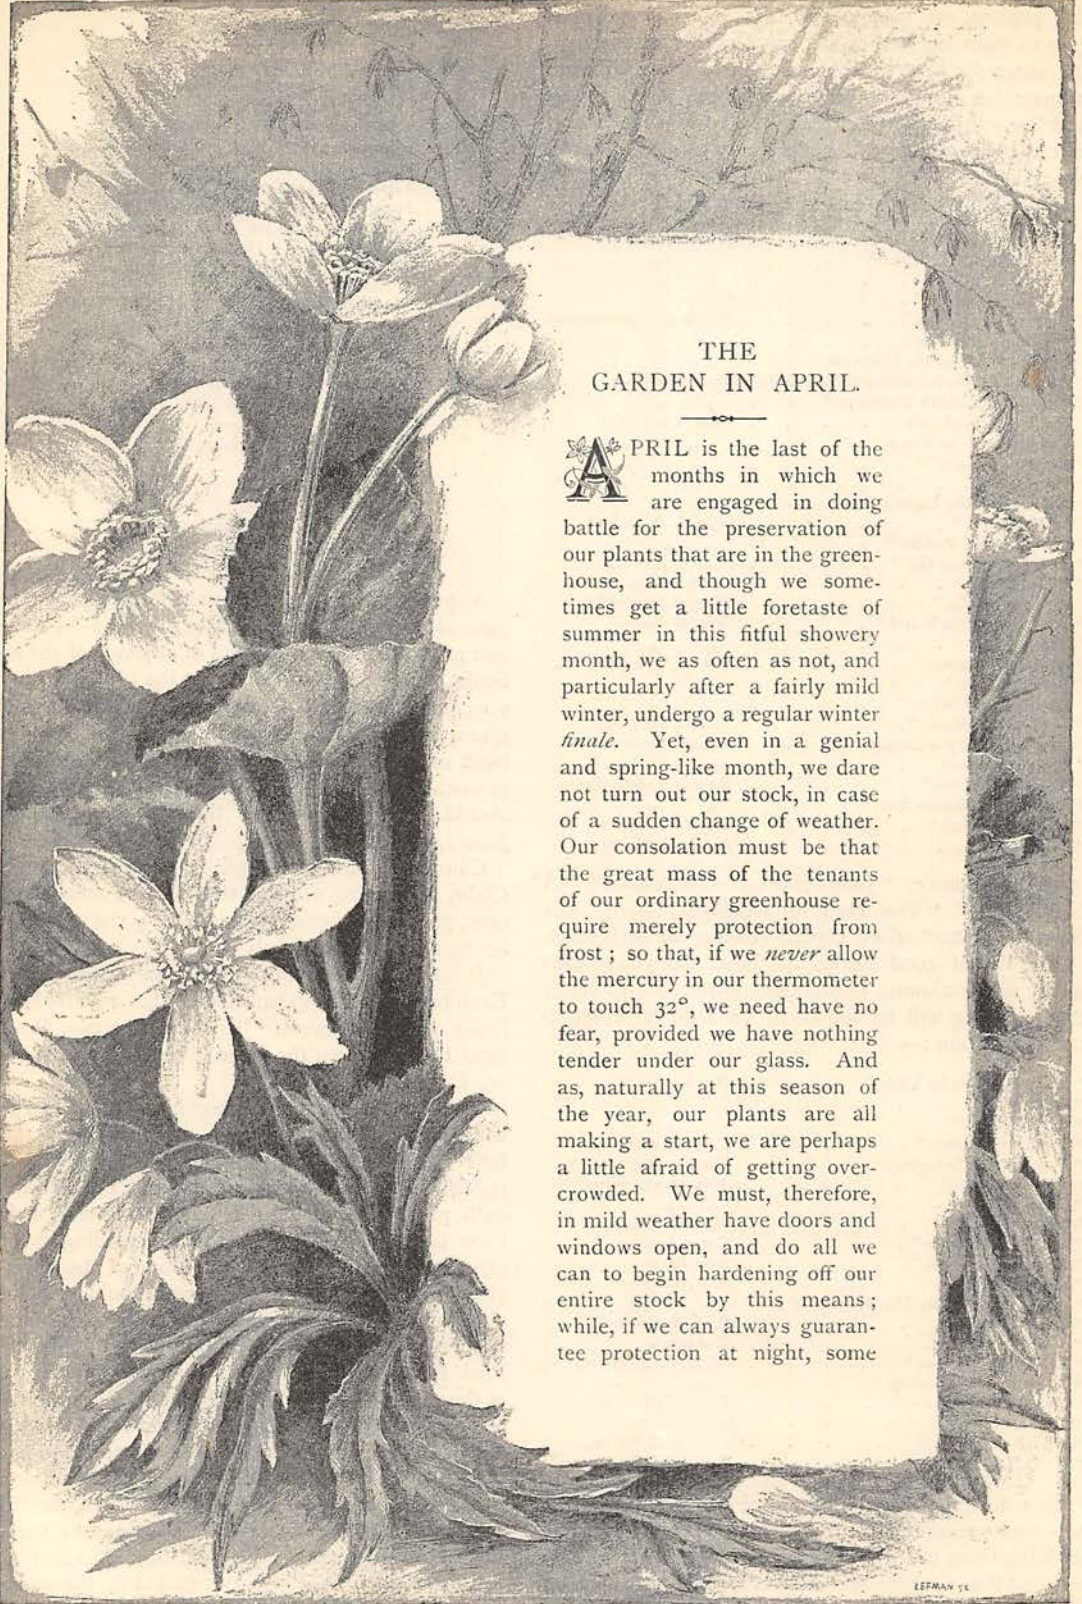 THE
GARDEN IN APRIL.
APRIL is the last of the
months in which we
are engaged in doing
battle for the preservation of
our plants that are in the green-
house, and though we some-
times get a little foretaste of
summer in this fitful showery
month, we as often as not, and
particularly after a fairly mild
winter, undergo a regular winter
finale. Yet, even in a genial
and spring-like month, we dare
not turn out our stock, in case
of a sudden change of weather.
Our consolation must be that
the great mass of the tenants
of our ordinary greenhouse re-
quire merely protection from
frost ; so that, if we never allow
the mercury in our thermometer
to touch 32°, we need have no
fear, provided we have nothing
tender under our glass. And
as, naturally at this season of
the year, our plants are all
making a start, we are perhaps
a little afraid of getting over-
crowded. We must, therefore,
in mild weather have doors and
windows open, and do all we
can to begin hardening off our
entire stock by this means ;
while, if we can always guaran-
tee protection at night, some
LEFMAN SC